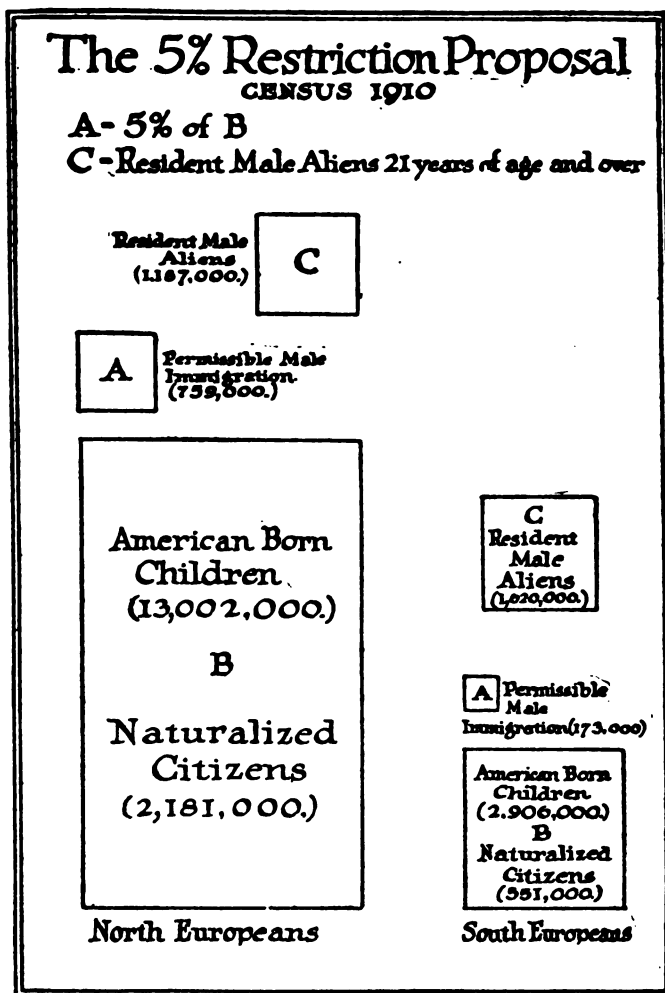 The 5% Restriction Proposal
CENSUS 1910
A- 5% of B
C-Resident Male Aliens 21 years of age and over
Resident Male
Aliens
(1.187,000.)
C
A
Permissible Male
Immigration
(759,000.)
American Born
Children
(13,002,000.)
B
Naturalized
Citizens
(2,181,000.)
North Europeans
C
Resident
Male
Aliens
(1,020,000.)
A
Permissible
Male
Immigration(173,000)
American Born
Children
(2.906,000.)
B
Naturalized
Citizens
(551,000.)
South Europeans